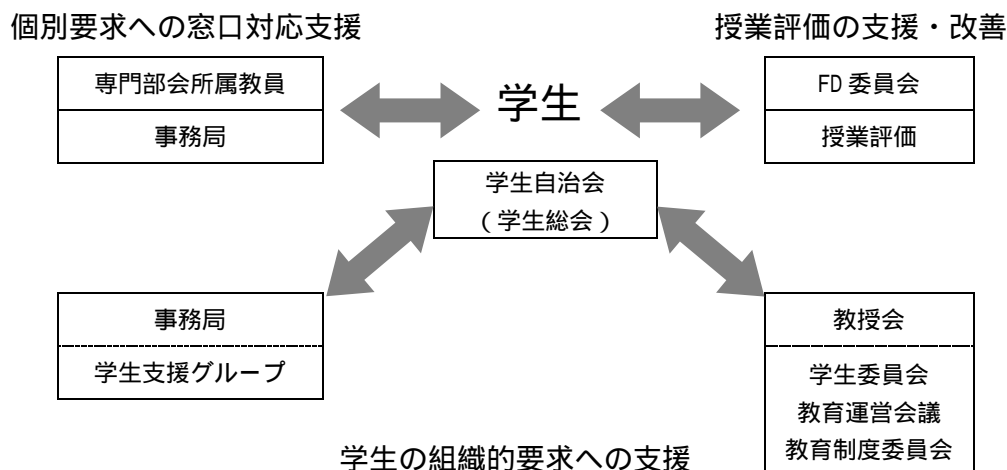 個別要求への窓口対応支援
授業評価の支援・改善
専門部会所属教員
事務局
学生
FD 委員会
授業評価
学生自治会
(学生総会)
事務局
学生支援グループ
教授会
学生委員会
教育運営会議
教育制度委員会
学生の組織的要求への支援